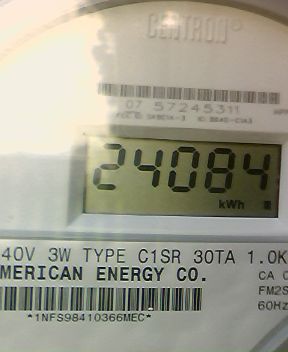 CENTRON®
07 57245311
24084
kWh
40V 3W TYPE C1SR 30TA 1.0K
MERICAN ENERGY CO.
CA 0
FM2S
60Hz
*1NFS98410366MEC*